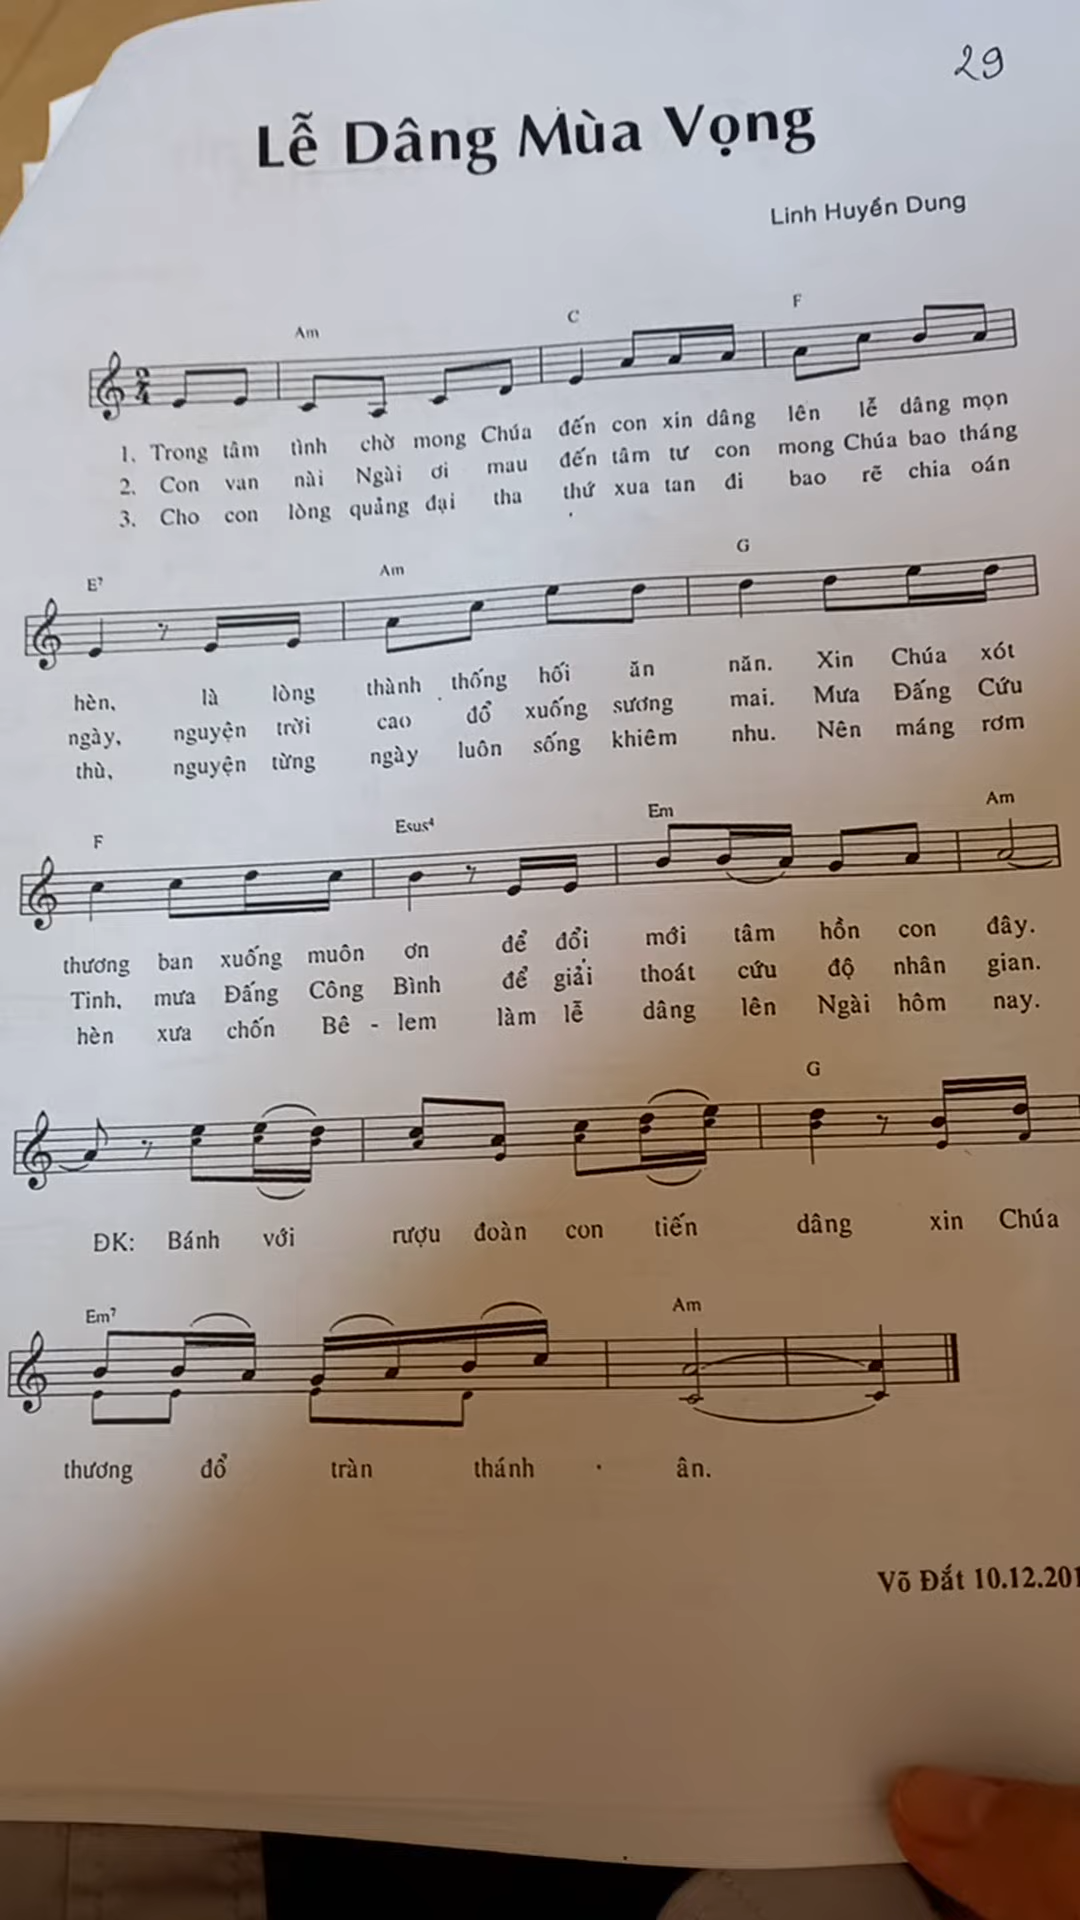 29
Lễ Dâng Mùa Vọng
Linh Huyền Dung
Am C F
1. Trong tâm tình chờ mong Chúa đến con xin dâng lên lễ dâng mọn
2. Con van nài Ngài ơi mau đến tâm tư con mong Chúa bao tháng
3. Cho con lòng quảng đại tha thứ xua tan đi bao rẽ chia oán
E7 Am G
hèn, là lòng thành thống hối ăn năn. Xin Chúa xót
ngày, nguyện trời cao đổ xuống sương mai. Mưa Đấng Cứu
thù, nguyện từng ngày luôn sống khiêm nhu. Nên máng rơm
F Esus4 Em Am
thương ban xuống muôn ơn để đổi mới tâm hồn con đây.
Tinh, mưa Đấng Công Bình để giải thoát cứu độ nhân gian.
hèn xưa chốn Bê - lem làm lễ dâng lên Ngài hôm nay.
G
ĐK: Bánh với rượu đoàn con tiến dâng xin Chúa
Em7 Am
thương đổ tràn thánh ân.
Võ Đắt 10.12.201